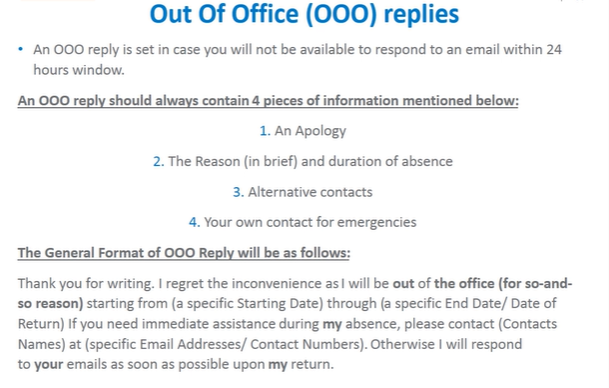 Out Of Office (OOO) replies
• An OOO reply is set in case you will not be available to respond to an email within 24
hours window.
An OOO reply should always contain 4 pieces of information mentioned below:
1. An Apology
2. The Reason (in brief) and duration of absence
3. Alternative contacts
4. Your own contact for emergencies
The General Format of OOO Reply will be as follows:
Thank you for writing. I regret the inconvenience as I will be out of the office (for so-and-
so reason) starting from (a specific Starting Date) through (a specific End Date/ Date of
Return) If you need immediate assistance during my absence, please contact (Contacts
Names) at (specific Email Addresses/ Contact Numbers). Otherwise I will respond
to your emails as soon as possible upon my return.